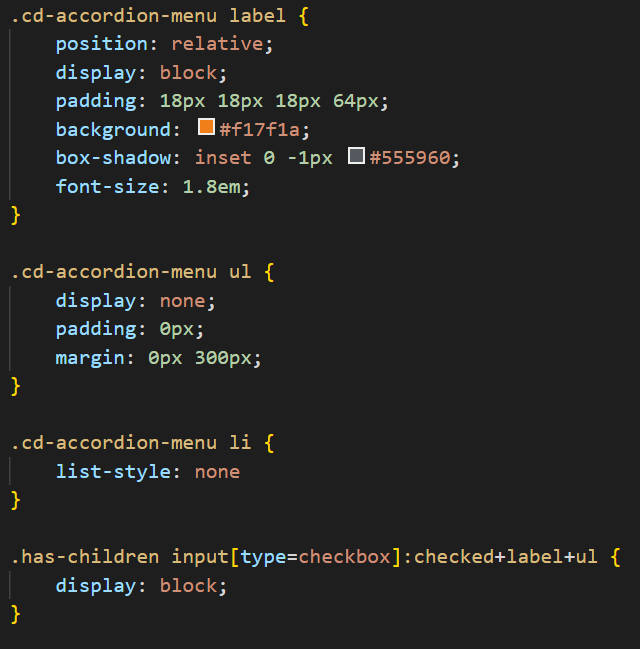 .cd-accordion-menu label {
    position: relative;
    display: block;
    padding: 18px 18px 18px 64px;
    background: #f17f1a;
    box-shadow: inset 0 -1px #555960;
    font-size: 1.8em;
}

.cd-accordion-menu ul {
    display: none;
    padding: 0px;
    margin: 0px 300px;
}

.cd-accordion-menu li {
    list-style: none
}

.has-children input[type=checkbox]:checked+label+ul {
    display: block;
}